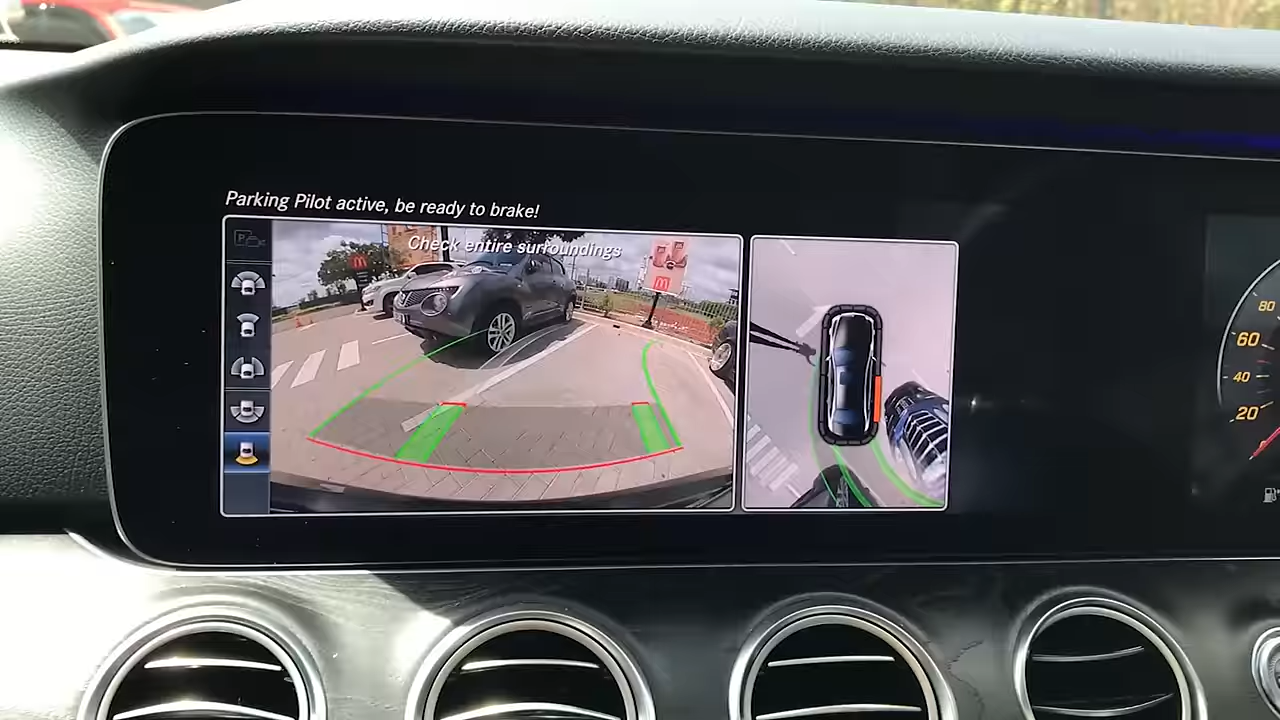 Parking Pilot active, be ready to brake!
Check entire surroundings
P
80
60
40
20